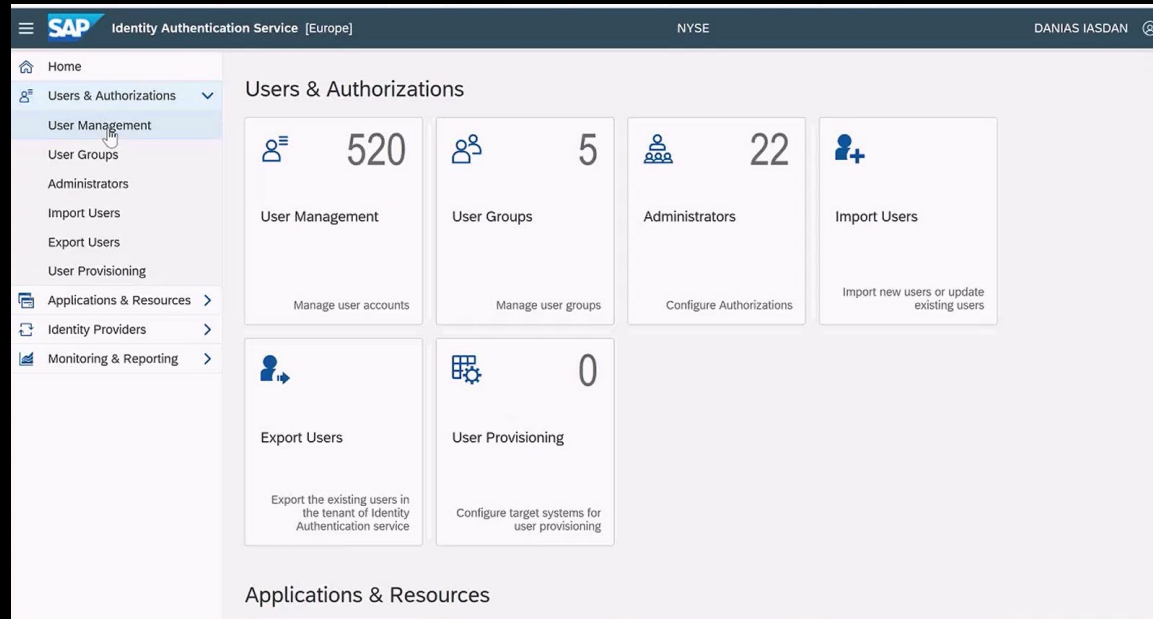 SAP Identity Authentication Service [Europe] NYSE DANIAS IASDAN
Home
Users & Authorizations
User Management
User Groups
Administrators
Import Users
Export Users
User Provisioning
Applications & Resources
Identity Providers
Monitoring & Reporting
Users & Authorizations
520
User Management
Manage user accounts
5
User Groups
Manage user groups
22
Administrators
Configure Authorizations
Import Users
Import new users or update
existing users
Export Users
Export the existing users in
the tenant of Identity
Authentication service
0
User Provisioning
Configure target systems for
user provisioning
Applications & Resources